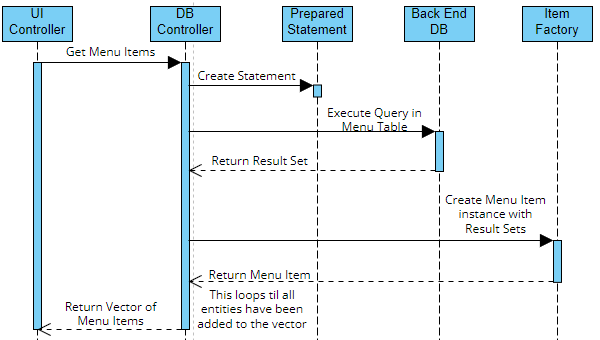 UI
Controller
DB
Controller
Prepared
Statement
Back End
DB
Item
Factory
Get Menu Items
Create Statement
Execute Query in
Menu Table
Return Result Set
Create Menu Item
instance with
Result Sets
Return Menu Item
This loops til all
entities have been
added to the vector
Return Vector of
Menu Items